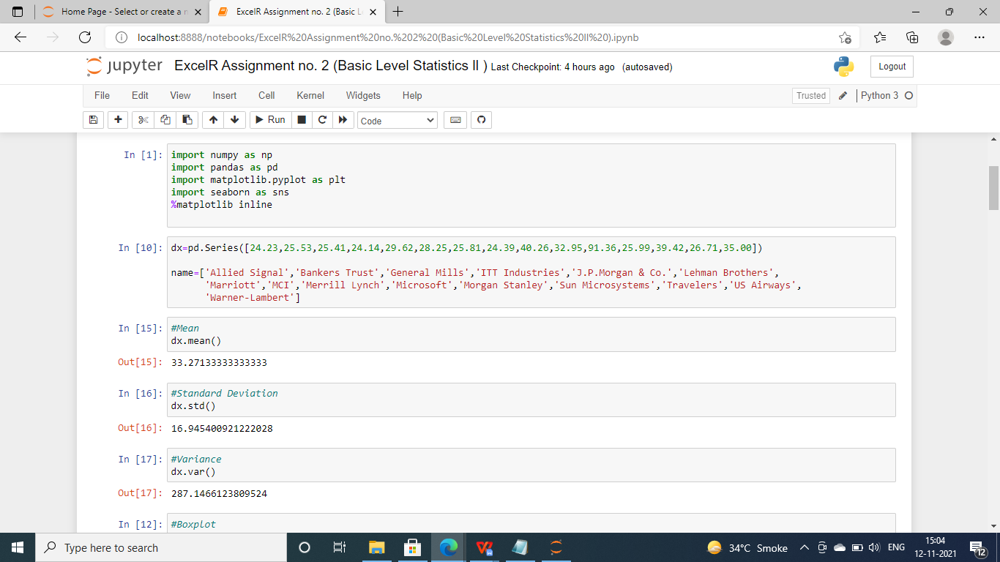 Home Page - Select or create a n
ExcelR Assignment no. 2 (Basic L
localhost:8888/notebooks/ExcelR%20Assignment%20no.%202%20(Basic%20Level%20Statistics%20II%20).ipynb
jupyter ExcelR Assignment no. 2 (Basic Level Statistics II ) Last Checkpoint: 4 hours ago (autosaved)
Logout
File Edit View Insert Cell Kernel Widgets Help
Trusted Python 3
Run Code
In [1]: import numpy as np
import pandas as pd
import matplotlib.pyplot as plt
import seaborn as sns
%matplotlib inline
In [10]: dx=pd.Series([24.23,25.53,25.41,24.14,29.62,28.25,25.81,24.39,40.26,32.95,91.36,25.99,39.42,26.71,35.00])
name=['Allied Signal','Bankers Trust','General Mills','ITT Industries','J.P.Morgan & Co.','Lehman Brothers',
'Marriott','MCI','Merrill Lynch','Microsoft','Morgan Stanley','Sun Microsystems','Travelers','US Airways',
'Warner-Lambert']
In [15]: #Mean
dx.mean()
Out[15]: 33.27133333333333
In [16]: #Standard Deviation
dx.std()
Out[16]: 16.945400921222028
In [17]: #Variance
dx.var()
Out[17]: 287.1466123809524
In [12]: #Boxplot
Type here to search
34°C Smoke
ENG
15:04
12-11-2021
12